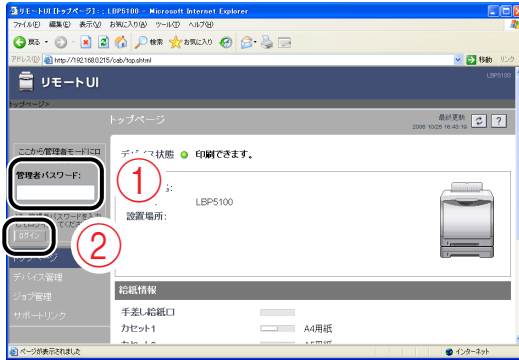 リモートUI [トップページ] : : LBP5100 - Microsoft Internet Explorer
ファイル(F) 編集(E) 表示(V) お気に入り(A) ツール(T) ヘルプ(H)
戻る 検索 お気に入り
アドレス(D) http://192.168.0.215/cab/top.shtml 移動 リンク
リモートUI
LBP5100
トップページ>
トップページ
最終更新
2006 10/25 16:43:19
ここから管理者モードにロ
管理者パスワード:
ログイン
①
②
デバイス状態 印刷できます。
LBP5100
設置場所:
トップページ
デバイス管理
ジョブ管理
サポートリンク
給紙情報
手差し給紙口
カセット1 A4用紙
ページが表示されました
インターネット